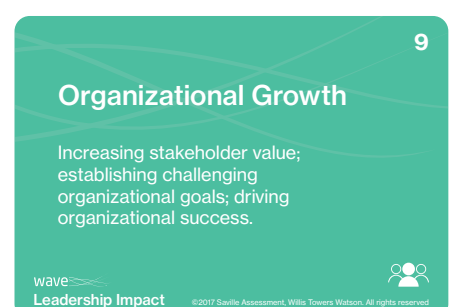 9
Organizational Growth
Increasing stakeholder value;
establishing challenging
organizational goals; driving
organizational success.
wave
Leadership Impact
©2017 Saville Assessment, Willis Towers Watson. All rights reserved